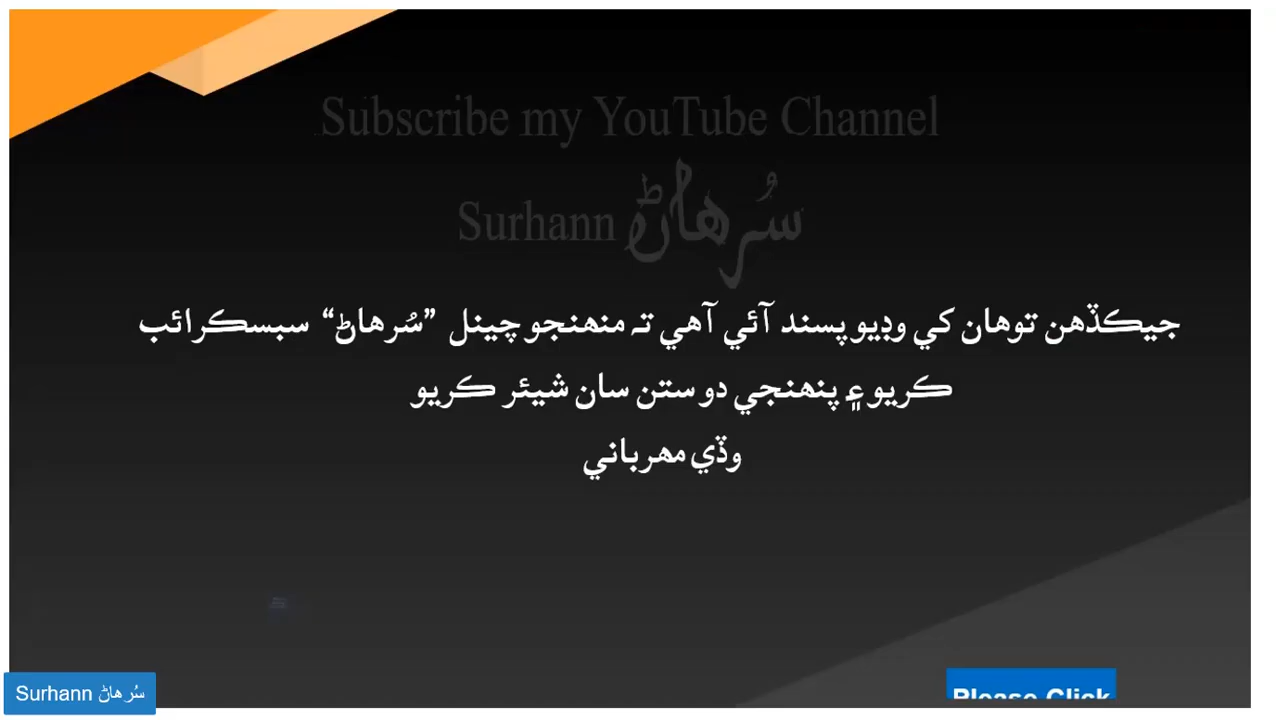 Subscribe my YouTube Channel
Surhann سُرهاڻ
جيڪڏهن توهان کي وڊيو پسند آئي آهي تہ منهنجو چينل ”سُرهاڻ“ سبسڪرائب
ڪريو ۽ پنهنجي دوستن سان شيئر ڪريو
وڏي مهرباني
Surhann سُرهاڻ
Please Click